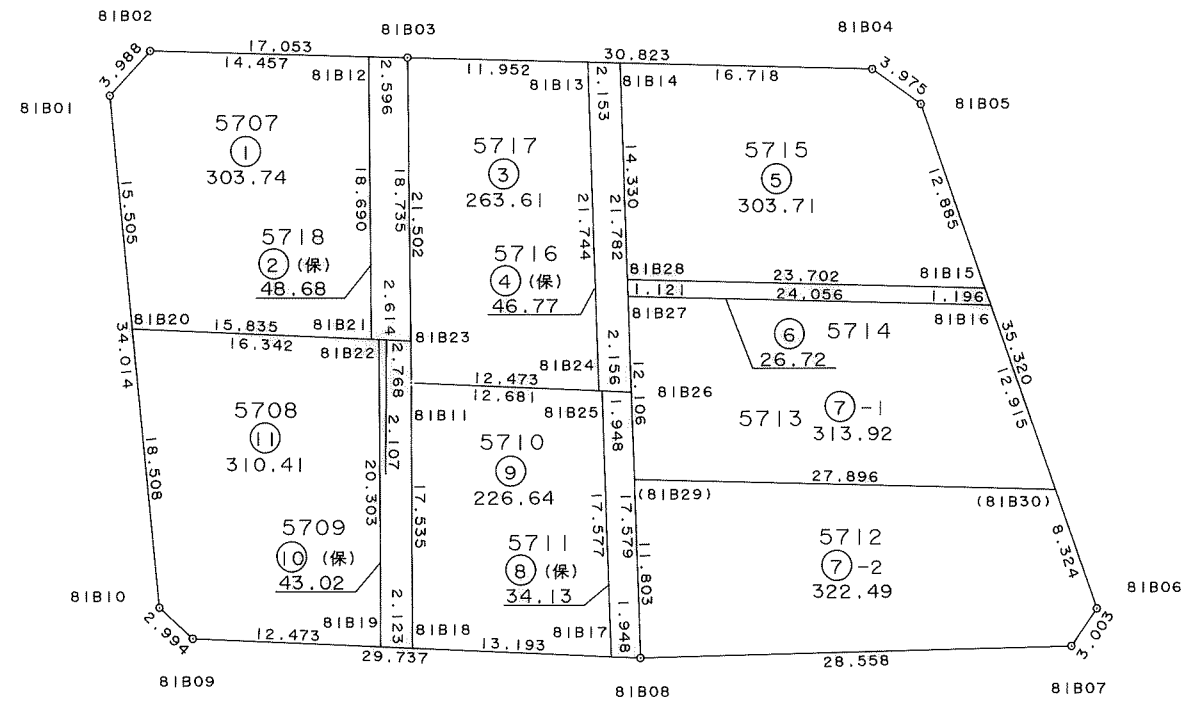 81B02
81B03
81B04
17.053
30.823
3.988
14.457
81B12
2.596
11.952
81B13
2.153
81B14
16.718
3.975
81B01
81B05
5707
①
303.74
5717
③
263.61
5715
⑤
303.71
15.505
18.690
18.735
21.502
21.744
21.782
14.330
12.885
5718
② (保)
48.68
5716
④ (保)
46.77
81B28
23.702
81B15
1.121
24.056
1.196
81B27
81B16
2.614
81B20
15.835
81B21
81B23
16.342
81B22
2.768
⑥ 5714
26.72
34.014
35.320
12.915
2.156
81B24
12.473
12.681
81B25
1.948
12.106
81B26
81B11
2.107
5708
⑪
310.41
5710
⑨
226.64
5713 ⑦-1
313.92
18.508
20.303
17.535
17.577
17.579
27.896
(81B29)
(81B30)
5709
⑩ (保)
43.02
5711
⑧ (保)
34.13
11.803
5712
⑦-2
322.49
8.324
81B10
81B06
2.994
12.473
81B19
2.123
81B18
13.193
81B17
1.948
3.003
29.737
28.558
81B09
81B08
81B07